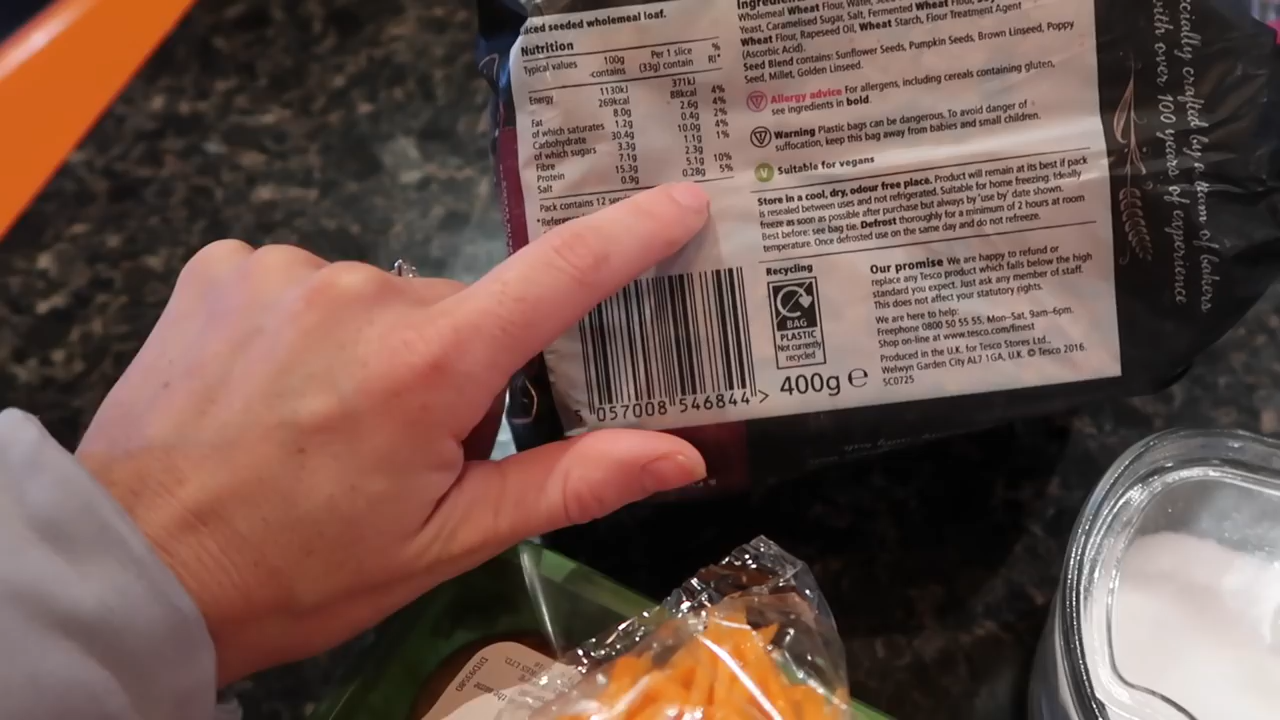 sliced seeded wholemeal loaf.
Nutrition
Typical values 100g contains Per 1 slice (33g) contain % RI*
Energy 1130kJ 371kJ
269kcal 88kcal 4%
Fat 8.0g 2.6g 4%
of which saturates 1.2g 0.4g 2%
Carbohydrate 30.4g 10.0g 4%
of which sugars 3.3g 1.1g 1%
Fibre 7.1g 2.3g
Protein 15.3g 5.1g 10%
Salt 0.9g 0.28g 5%
Pack contains 12
Wholemeal Wheat Flour, Water,
Yeast, Caramelised Sugar, Salt, Fermented Wheat Flour,
Wheat Flour, Rapeseed Oil, Wheat Starch, Flour Treatment Agent
(Ascorbic Acid).
Seed Blend contains: Sunflower Seeds, Pumpkin Seeds, Brown Linseed, Poppy
Seed, Millet, Golden Linseed.
Allergy advice For allergens, including cereals containing gluten,
see ingredients in bold.
Warning Plastic bags can be dangerous. To avoid danger of
suffocation, keep this bag away from babies and small children.
V Suitable for vegans
Store in a cool, dry, odour free place. Product will remain at its best if pack
is resealed between uses and not refrigerated. Suitable for home freezing. Ideally
freeze as soon as possible after purchase but always by 'use by' date shown.
Best before: see bag tie. Defrost thoroughly for a minimum of 2 hours at room
temperature. Once defrosted use on the same day and do not refreeze.
Recycling
BAG
PLASTIC
Not currently
recycled
400g e
Our promise We are happy to refund or
replace any Tesco product which falls below the high
standard you expect. Just ask any member of staff.
This does not affect your statutory rights.
We are here to help:
Freephone 0800 50 55 55, Mon-Sat, 9am-6pm.
Shop on-line at www.tesco.com/finest
Produced in the U.K. for Tesco Stores Ltd.,
Welwyn Garden City AL7 1GA, U.K. © Tesco 2016.
SC0725
5 057008 546844 >
crafted by a team of bakers
with over 100 years of experience